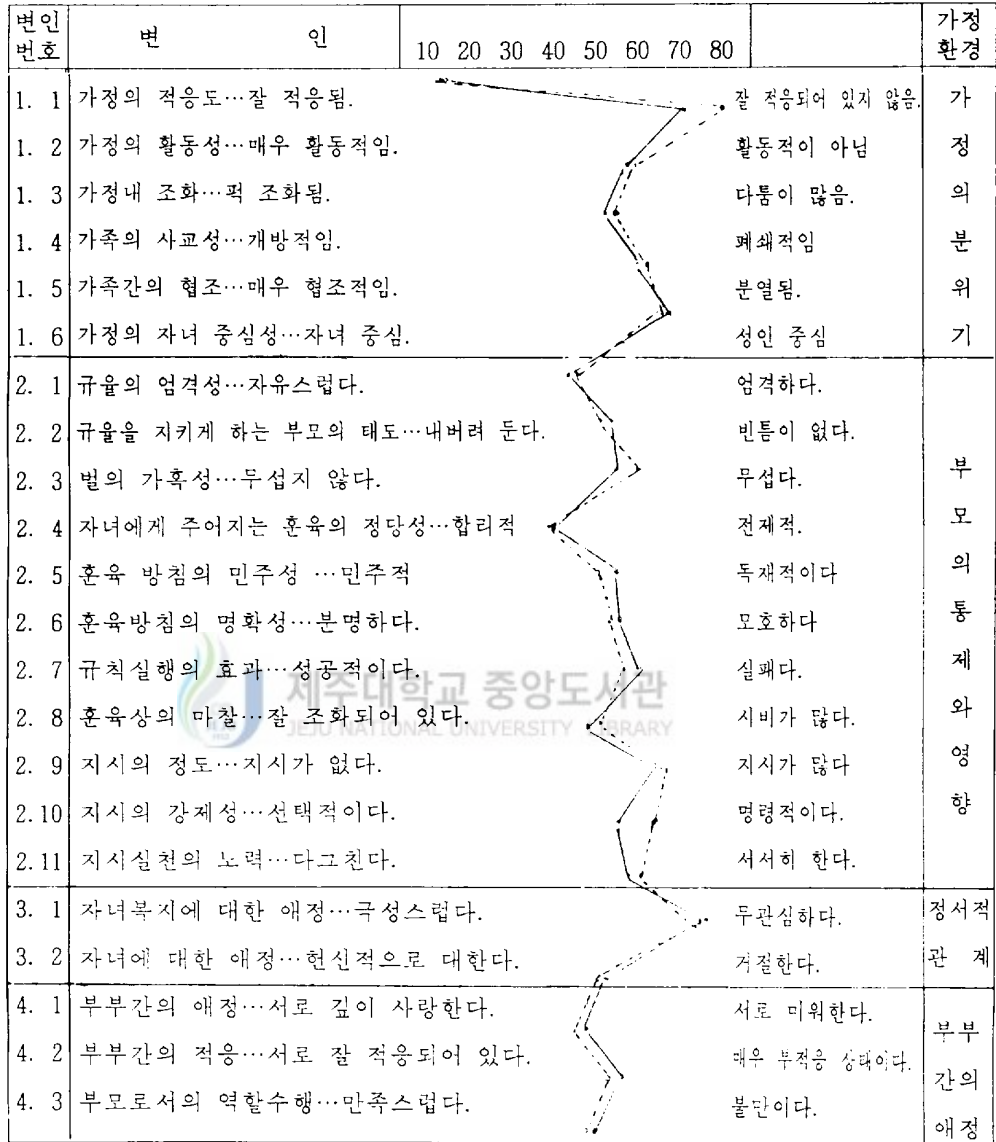 변인 번호 변 인 10 20 30 40 50 60 70 80 가정 환경
1. 1 가정의 적응도…잘 적응됨. 잘 적응되어 있지 않음. 가
1. 2 가정의 활동성…매우 활동적임. 활동적이 아님 정
1. 3 가정내 조화…퍽 조화됨. 다툼이 많음. 의
1. 4 가족의 사교성…개방적임. 폐쇄적임 분
1. 5 가족간의 협조…매우 협조적임. 분열됨. 위
1. 6 가정의 자녀 중심성…자녀 중심. 성인 중심 기
2. 1 규율의 엄격성…자유스럽다. 엄격하다.
2. 2 규율을 지키게 하는 부모의 태도…내버려 둔다. 빈틈이 없다.
2. 3 벌의 가혹성…무섭지 않다. 무섭다. 부
2. 4 자녀에게 주어지는 훈육의 정당성…합리적 전재적. 모
2. 5 훈육 방침의 민주성 …민주적 독재적이다 의
2. 6 훈육방침의 명확성…분명하다. 모호하다 통
2. 7 규칙실행의 효과…성공적이다. 실패다. 제
제주대학교 중앙도서관
JEJU NATIONAL UNIVERSITY LIBRARY
2. 8 훈육상의 마찰…잘 조화되어 있다. 시비가 많다. 와
2. 9 지시의 정도…지시가 없다. 지시가 많다 영
2.10 지시의 강제성…선택적이다. 명령적이다. 향
2.11 지시실천의 노력…다그친다. 서서히 한다.
3. 1 자녀복지에 대한 애정…극성스럽다. 무관심하다. 정서적
3. 2 자녀에 대한 애정…헌신적으로 대한다. 거절한다. 관 계
4. 1 부부간의 애정…서로 깊이 사랑한다. 서로 미워한다. 부부
4. 2 부부간의 적응…서로 잘 적응되어 있다. 매우 부적응 상태이다. 간의
4. 3 부모로서의 역할수행…만족스럽다. 불만이다. 애정